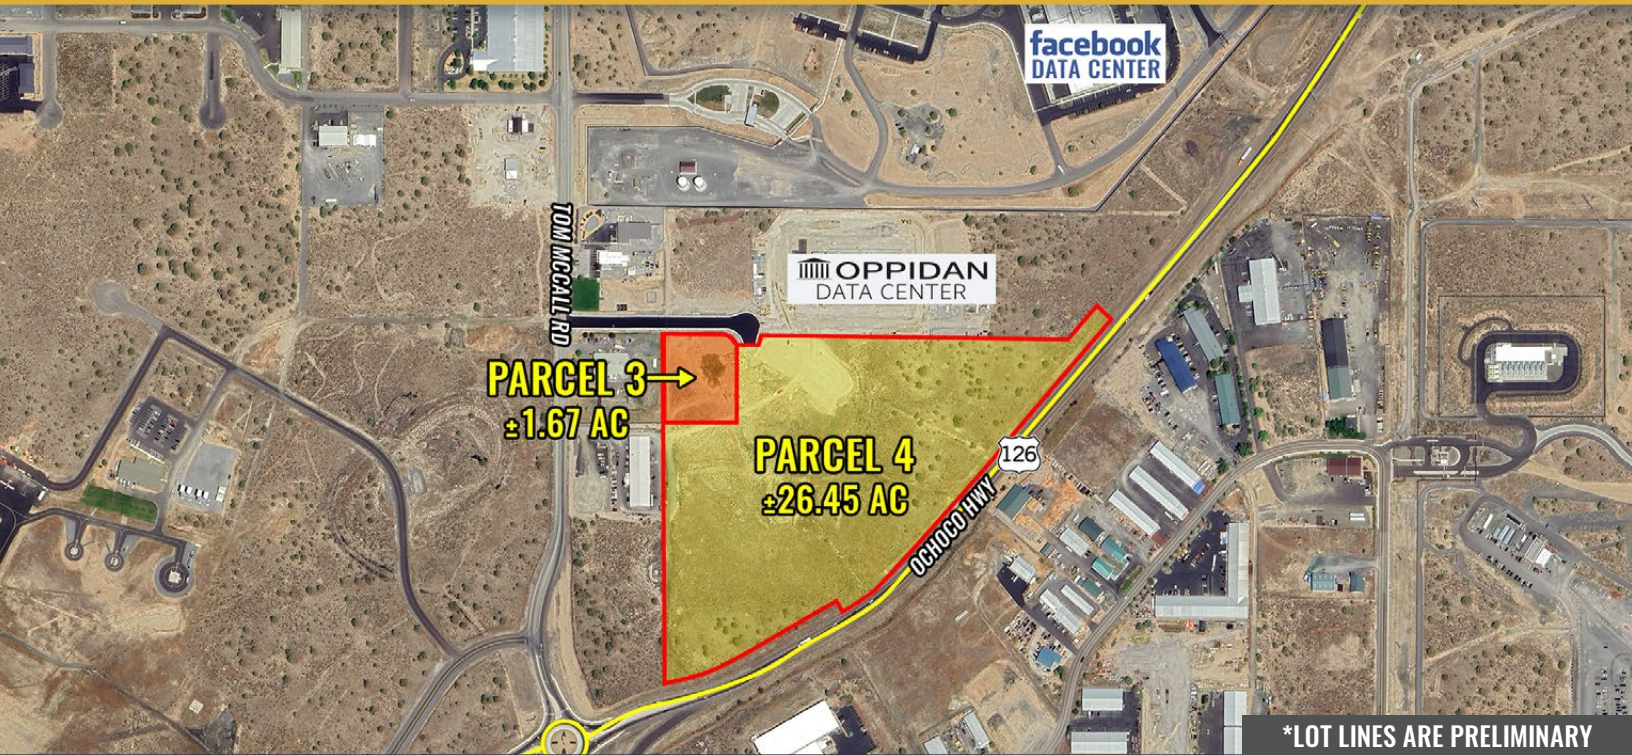 facebook
DATA CENTER
TOM MCCALL RD
OPPIDAN
DATA CENTER
PARCEL 3
±1.67 AC
PARCEL 4
±26.45 AC
126
OCHOCO HWY
*LOT LINES ARE PRELIMINARY